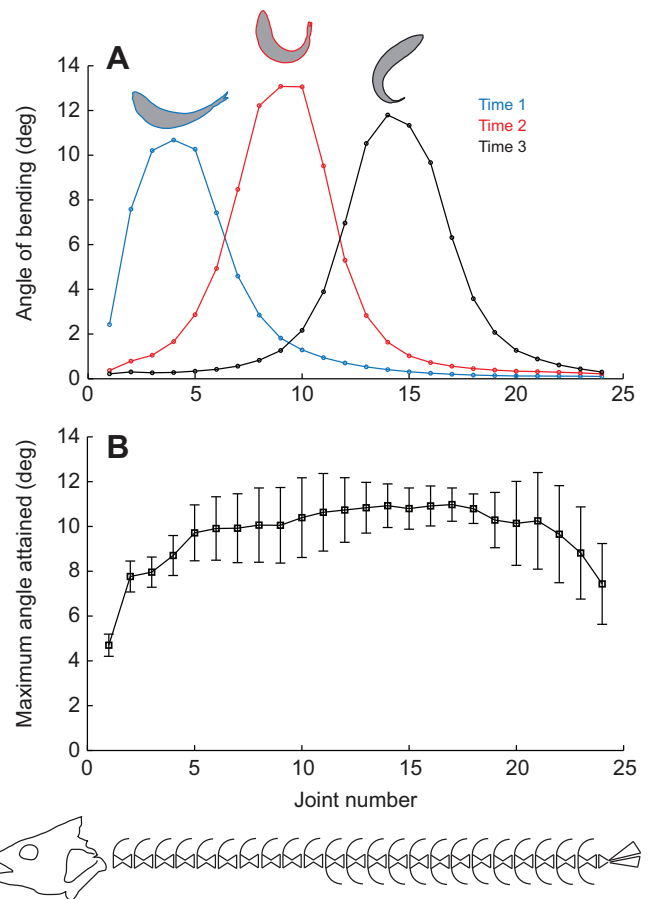 A
Angle of bending (deg)
14
12
10
8
6
4
2
0
Time 1
Time 2
Time 3
0 5 10 15 20 25
B
Maximum angle attained (deg)
14
12
10
8
6
4
2
0
0 5 10 15 20 25
Joint number